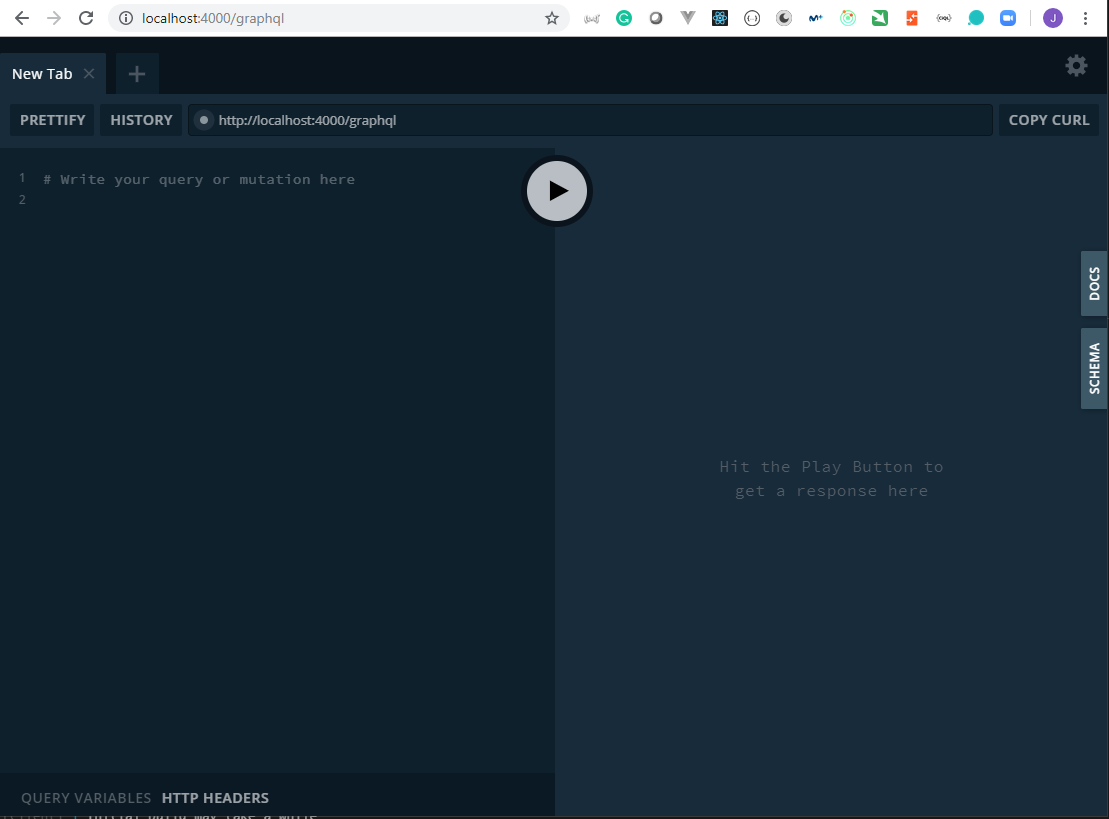 localhost:4000/graphql
J
New Tab
PRETTIFY
HISTORY
http://localhost:4000/graphql
COPY CURL
1 # Write your query or mutation here
2
DOCS
SCHEMA
Hit the Play Button to
get a response here
QUERY VARIABLES HTTP HEADERS